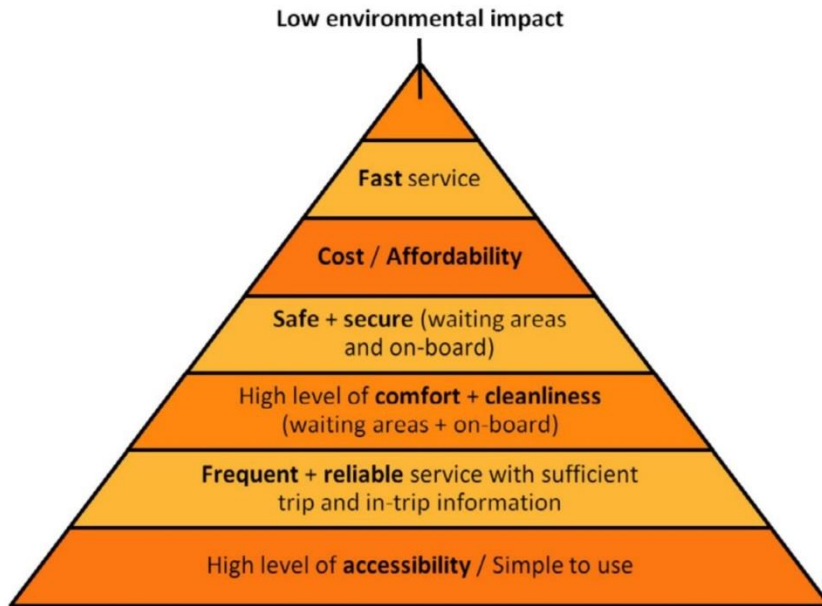 Low environmental impact
Fast service
Cost / Affordability
Safe + secure (waiting areas
and on-board)
High level of comfort + cleanliness
(waiting areas + on-board)
Frequent + reliable service with sufficient
trip and in-trip information
High level of accessibility / Simple to use